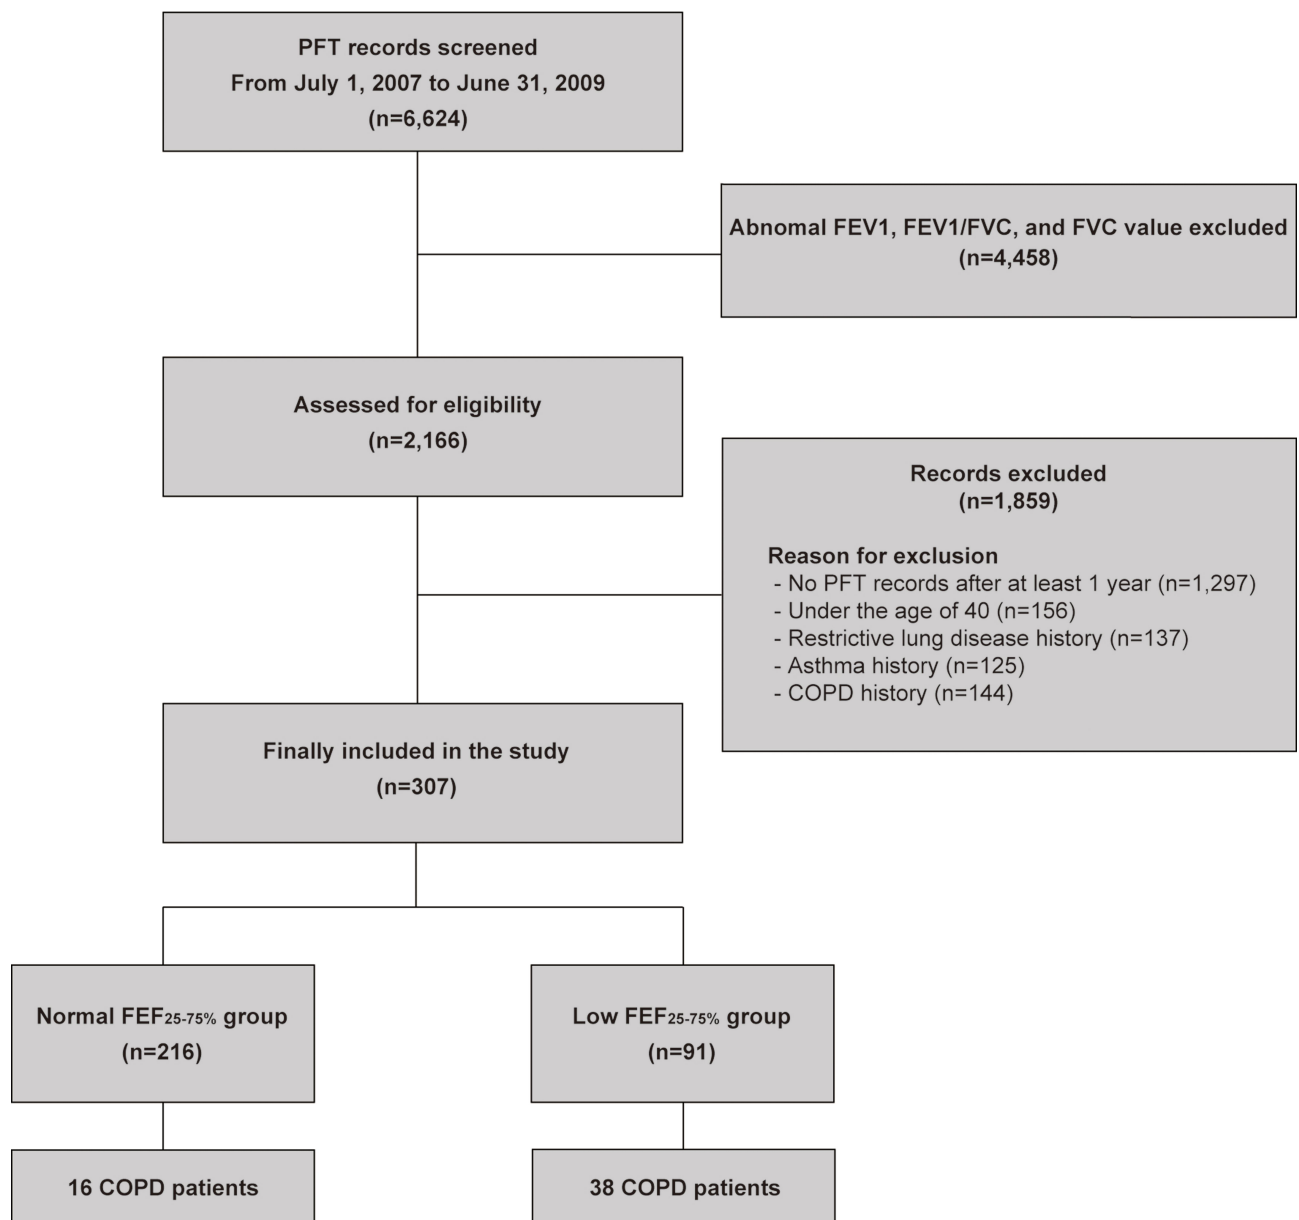 PFT records screened
From July 1, 2007 to June 31, 2009
(n=6,624)
Abnomal FEV1, FEV1/FVC, and FVC value excluded
(n=4,458)
Assessed for eligibility
(n=2,166)
Records excluded
(n=1,859)
Reason for exclusion
- No PFT records after at least 1 year (n=1,297)
- Under the age of 40 (n=156)
- Restrictive lung disease history (n=137)
- Asthma history (n=125)
- COPD history (n=144)
Finally included in the study
(n=307)
Normal FEF25-75% group
(n=216)
Low FEF25-75% group
(n=91)
16 COPD patients
38 COPD patients